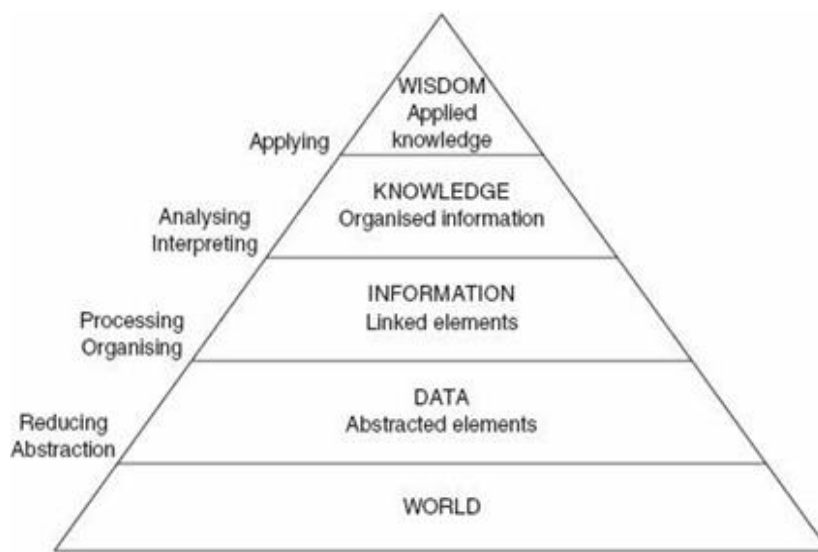 WISDOM
Applied
knowledge
Applying
KNOWLEDGE
Organised information
Analysing
Interpreting
INFORMATION
Linked elements
Processing
Organising
DATA
Abstracted elements
Reducing
Abstraction
WORLD